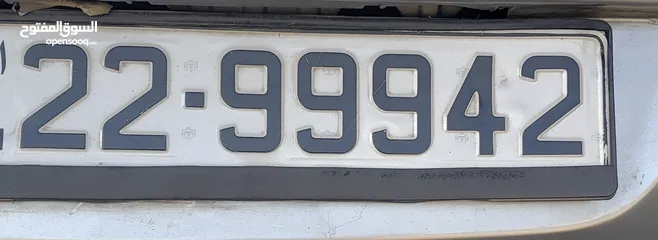 السوق المفتوح
opensooq.com
22-99942